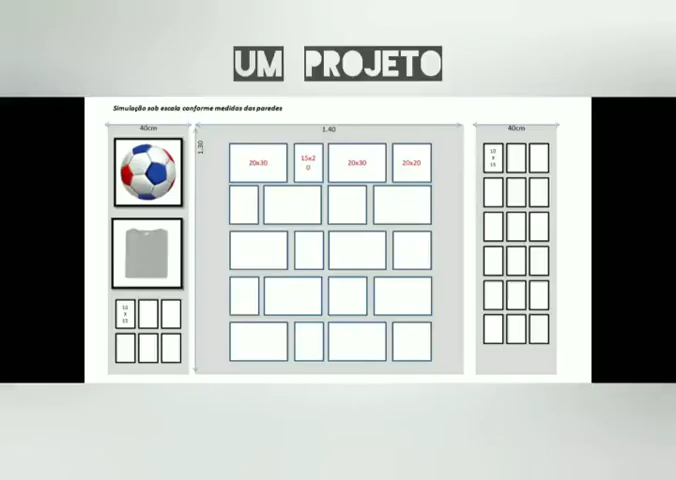 UM PROJETO
Simulação sob escala conforme medidas das paredes
40cm
1.40
40cm
1.30
20x30
15x2
0
20x30
20x20
10
x
15
10
x
15